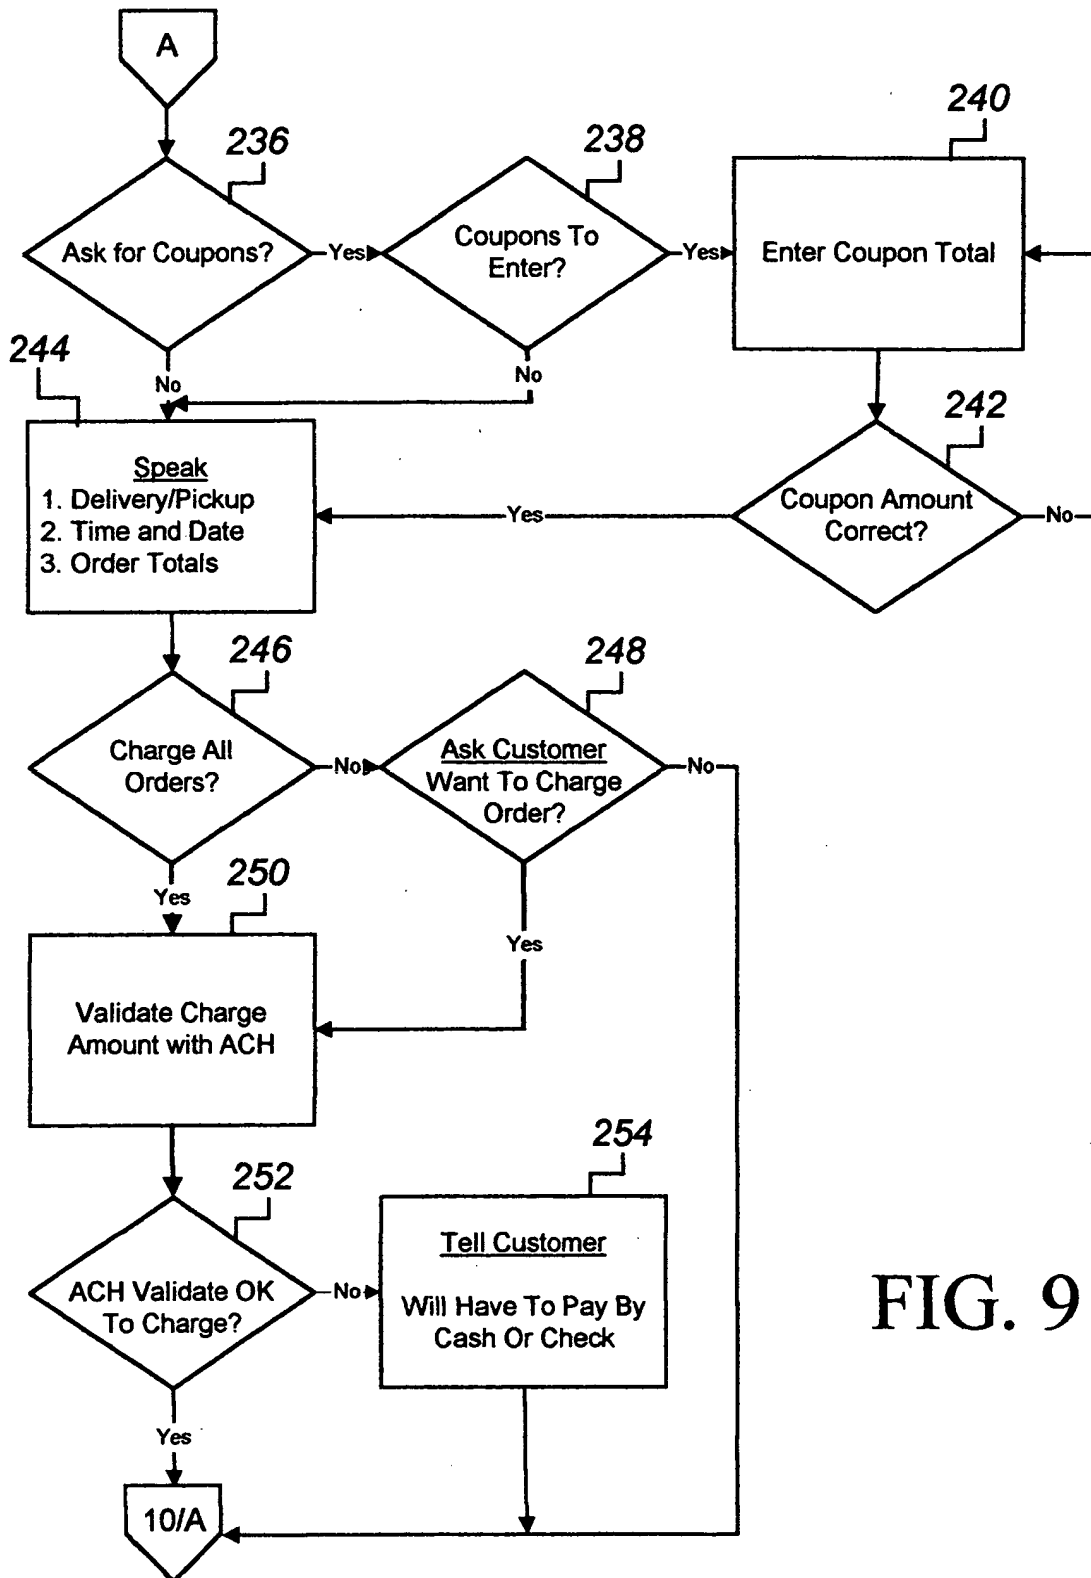 A
236
238
240
Ask for Coupons?
Yes
Coupons To
Enter?
Yes
Enter Coupon Total
244
No
No
242
Speak
1. Delivery/Pickup
2. Time and Date
3. Order Totals
Yes
Coupon Amount
Correct?
No
246
248
Charge All
Orders?
No
Ask Customer
Want To Charge
Order?
No
Yes
250
Yes
Validate Charge
Amount with ACH
252
254
ACH Validate OK
To Charge?
No
Tell Customer
Will Have To Pay By
Cash Or Check
FIG. 9
Yes
10/A